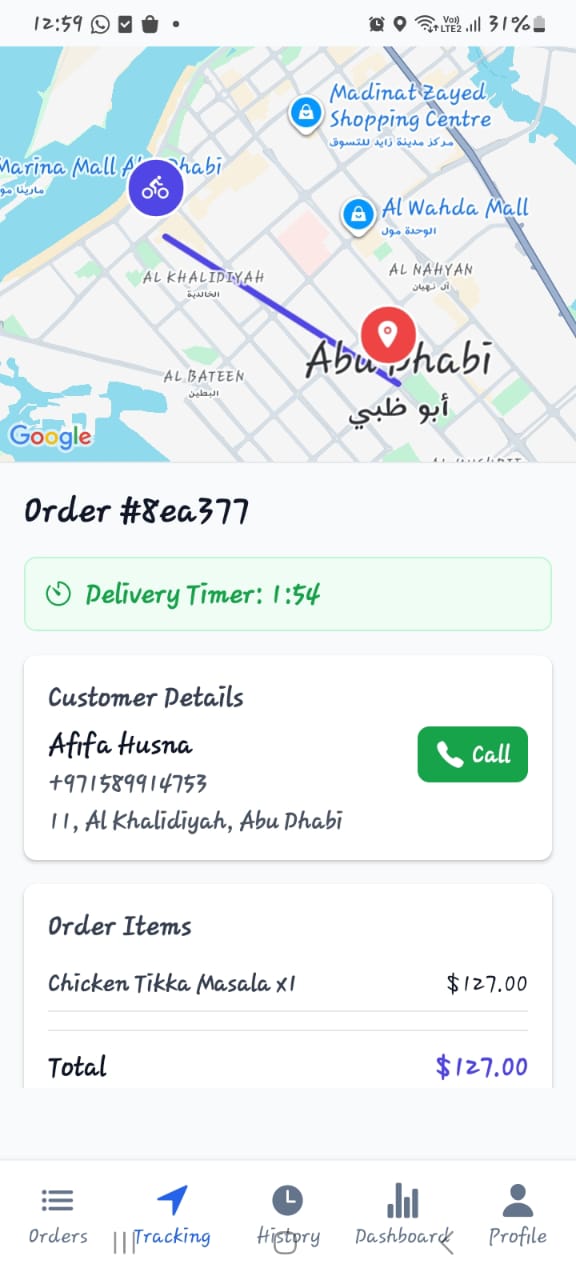 12:59
Vo))
LTE2
31%
Madinat Zayed
Shopping Centre
مركز مدينة زايد للتسوق
Marina Mall A Dhabi
مارينا مو
Al Wahda Mall
الوحدة مول
AL NAHYAN
آل نهيان
AL KHALIDIYAH
الخالدية
Abu Dhabi
أبو ظبي
AL BATEEN
البطين
Google
Order #8ea377
Delivery Timer: 1:54
Customer Details
Afifa Husna
+971589914753
Call
11, Al Khalidiyah, Abu Dhabi
Order Items
Chicken Tikka Masala x1
$127.00
Total
$127.00
Orders
Tracking
History
Dashboard
Profile